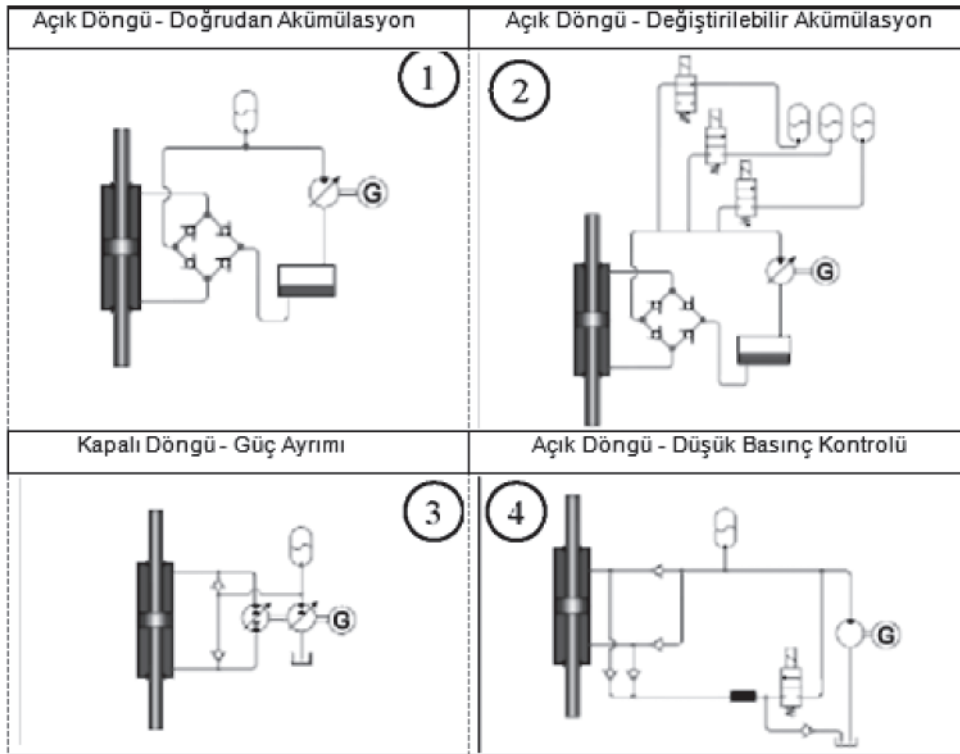 Açık Döngü - Doğrudan Akümülasyon
Açık Döngü - Değiştirilebilir Akümülasyon
1
2
G
G
Kapalı Döngü - Güç Ayrımı
Açık Döngü - Düşük Basınç Kontrolü
3
4
G
G